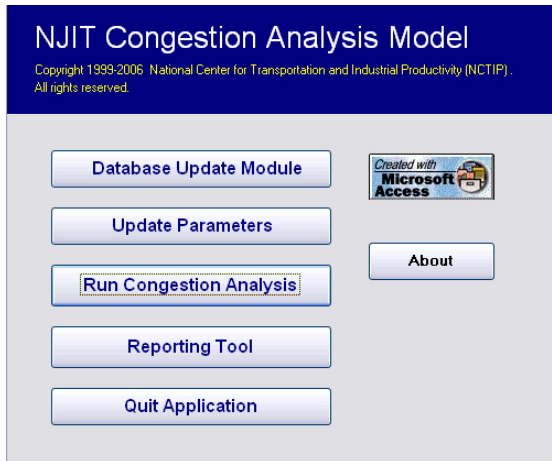 NJIT Congestion Analysis Model
Copyright 1999-2006 National Center for Transportation and Industrial Productivity (NCTIP).
All rights reserved.
Database Update Module
Created with
Microsoft
Access
Update Parameters
About
Run Congestion Analysis
Reporting Tool
Quit Application